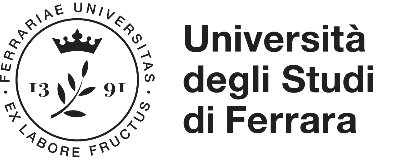 · FERRARIAE UNIVERSITAS ·
13 91
EX LABORE FRUCTUS
Università
degli Studi
di Ferrara